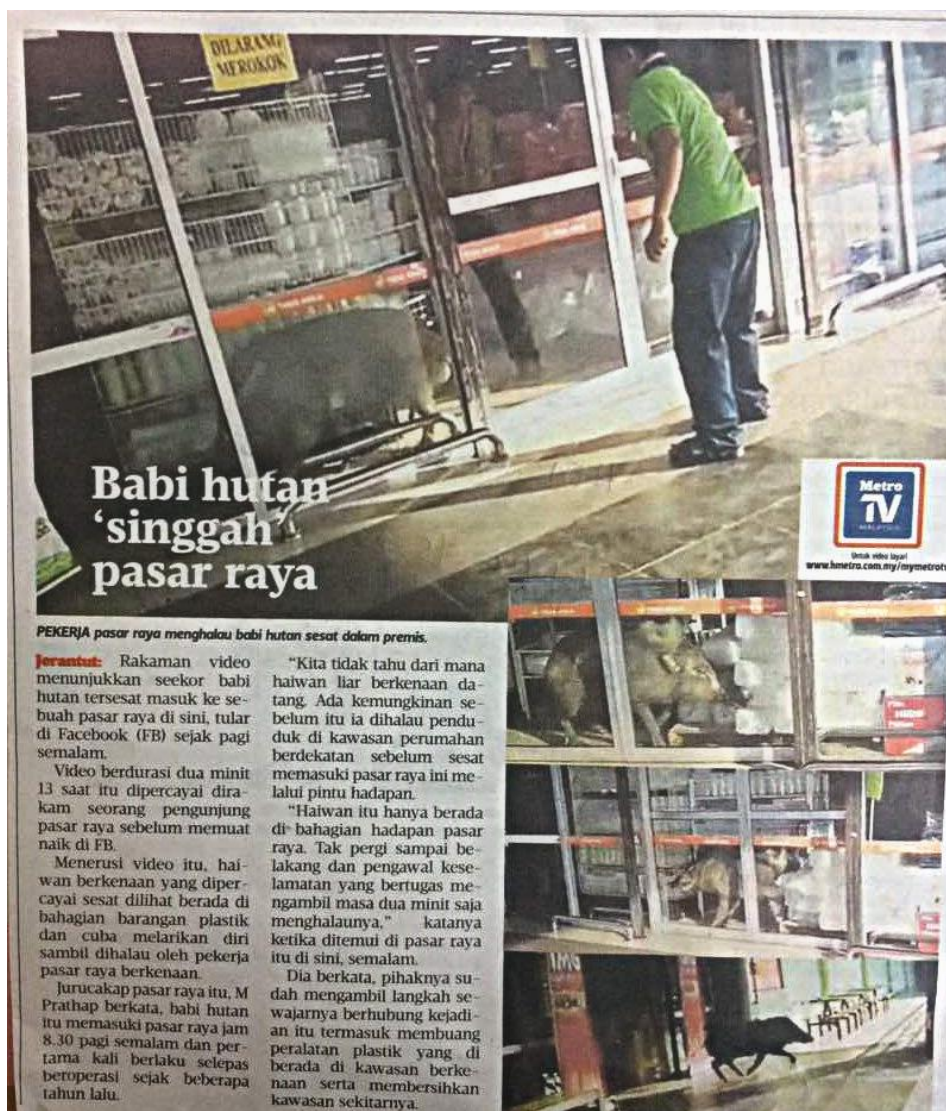 DILARANG
MEROKOK
Babi hutan
‘singgah’
pasar raya
Metro
TV
MALAYSIA
Untuk video layari
www.hmetro.com.my/mymetrotv
PEKERJA pasar raya menghalau babi hutan sesat dalam premis.
Jerantut: Rakaman video
menunjukkan seekor babi
hutan tersesat masuk ke se-
buah pasar raya di sini, tular
di Facebook (FB) sejak pagi
semalam.
Video berdurasi dua minit
13 saat itu dipercayai dira-
kam seorang pengunjung
pasar raya sebelum memuat
naik di FB.
Menerusi video itu, hai-
wan berkenaan yang diper-
cayai sesat dilihat berada di
bahagian barangan plastik
dan cuba melarikan diri
sambil dihalau oleh pekerja
pasar raya berkenaan.
Jurucakap pasar raya itu, M
Prathap berkata, babi hutan
itu memasuki pasar raya jam
8.30 pagi semalam dan per-
tama kali berlaku selepas
beroperasi sejak beberapa
tahun lalu.
“Kita tidak tahu dari mana
haiwan liar berkenaan da-
tang. Ada kemungkinan se-
belum itu ia dihalau pendu-
duk di kawasan perumahan
berdekatan sebelum sesat
memasuki pasar raya ini me-
lalui pintu hadapan.
“Haiwan itu hanya berada
di bahagian hadapan pasar
raya. Tak pergi sampai be-
lakang dan pengawal kese-
lamatan yang bertugas me-
ngambil masa dua minit saja
menghalaunya,” katanya
ketika ditemui di pasar raya
itu di sini, semalam.
Dia berkata, pihaknya su-
dah mengambil langkah se-
wajarnya berhubung kejadi-
an itu termasuk membuang
peralatan plastik yang di
berada di kawasan berke-
naan serta membersihkan
kawasan sekitarnya.